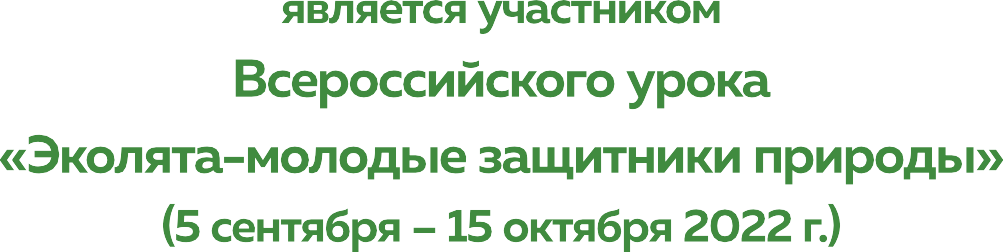 является участником
Всероссийского урока
«Эколята-молодые защитники природы»
(5 сентября – 15 октября 2022 г.)